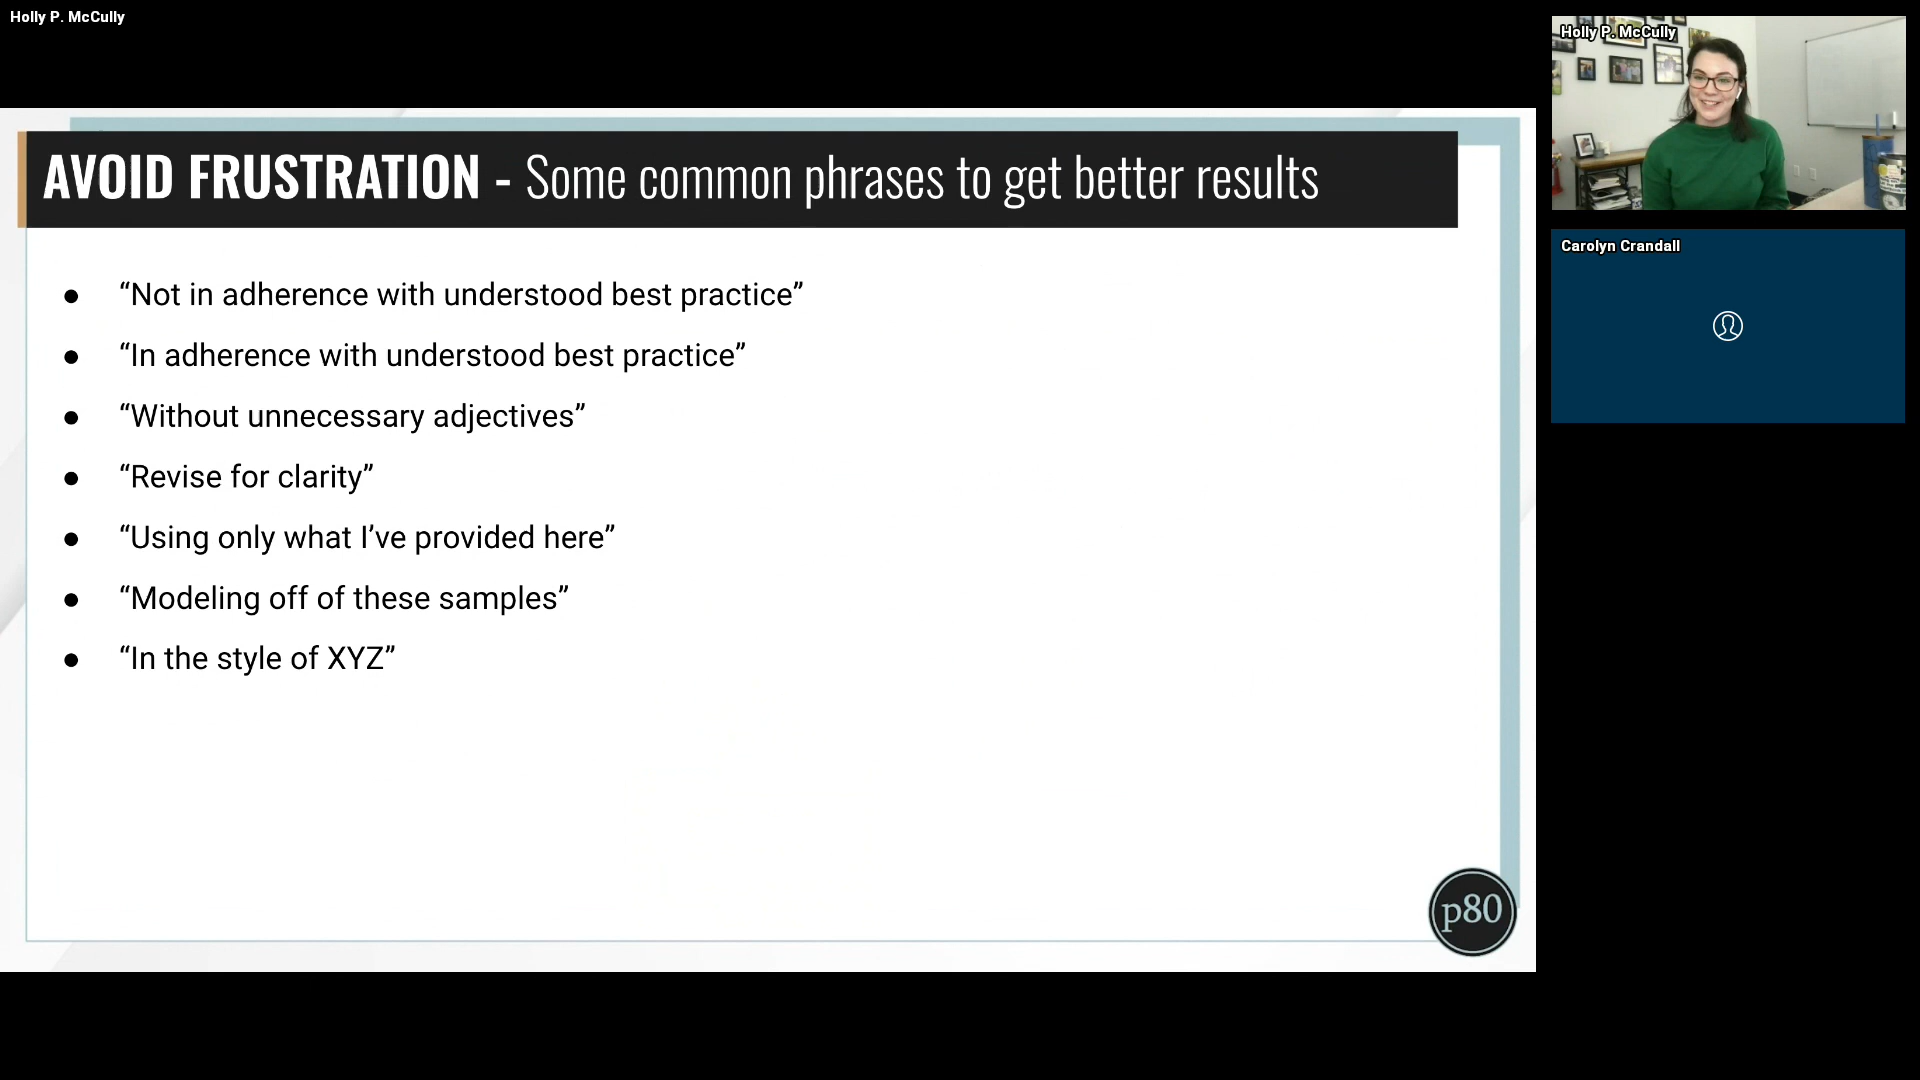 Holly P. McCully
AVOID FRUSTRATION - Some common phrases to get better results
● “Not in adherence with understood best practice”
● “In adherence with understood best practice”
● “Without unnecessary adjectives”
● “Revise for clarity”
● “Using only what I’ve provided here”
● “Modeling off of these samples”
● “In the style of XYZ”
p80
Holly P. McCully
Carolyn Crandall